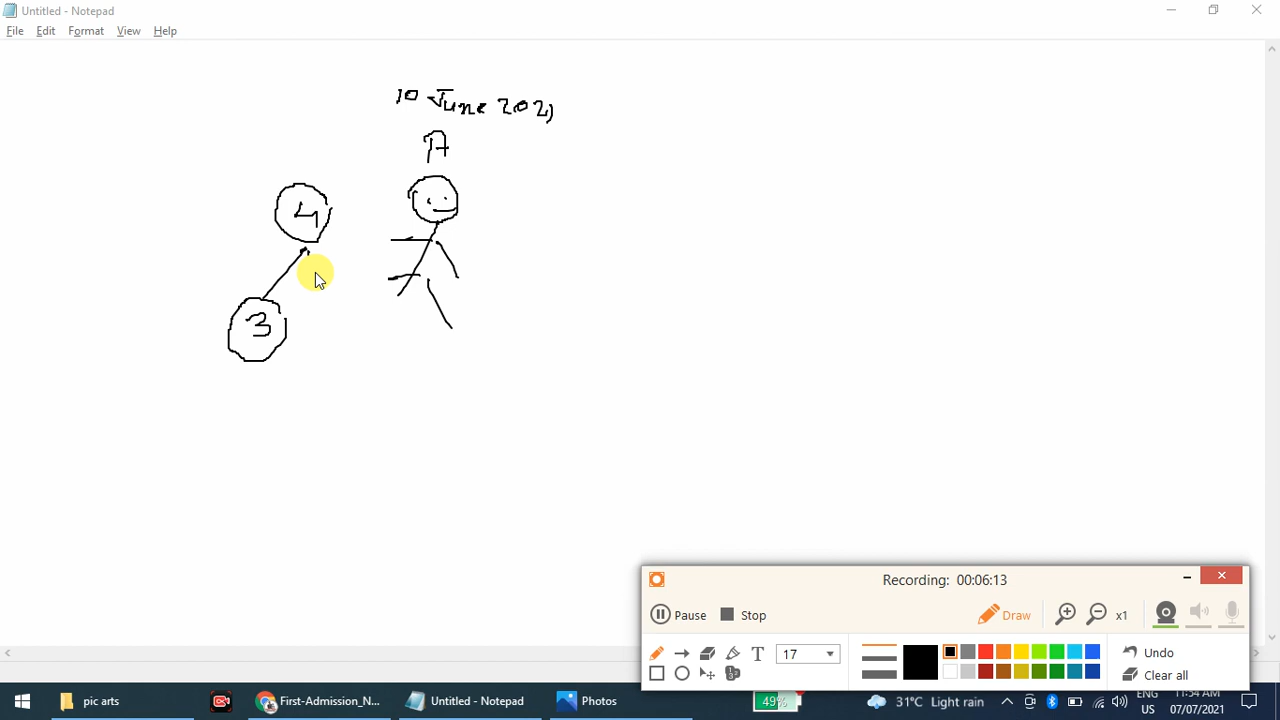 Untitled - Notepad
File Edit Format View Help
10 June 2021
A
4
3
Recording: 00:06:13
Pause Stop Draw x1
T 17 Undo
Clear all
pic arts First-Admission_N... Untitled - Notepad Photos 49% 31°C Light rain ENG 11:54 AM
US 07/07/2021